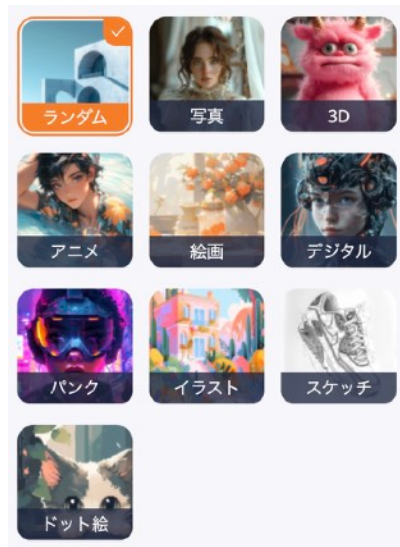 ランダム
写真
3D
アニメ
絵画
デジタル
パンク
イラスト
スケッチ
ドット絵